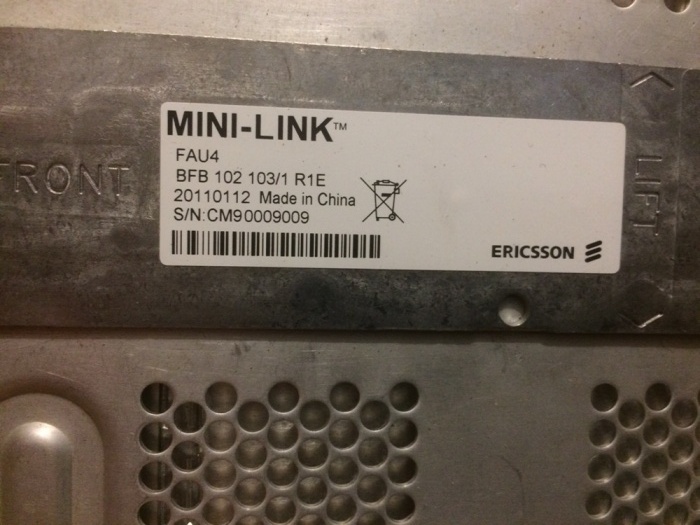 MINI-LINK™
FAU4
BFB 102 103/1 R1E
20110112 Made in China
S/N:CM90009009
ERICSSON
FRONT
LIFT